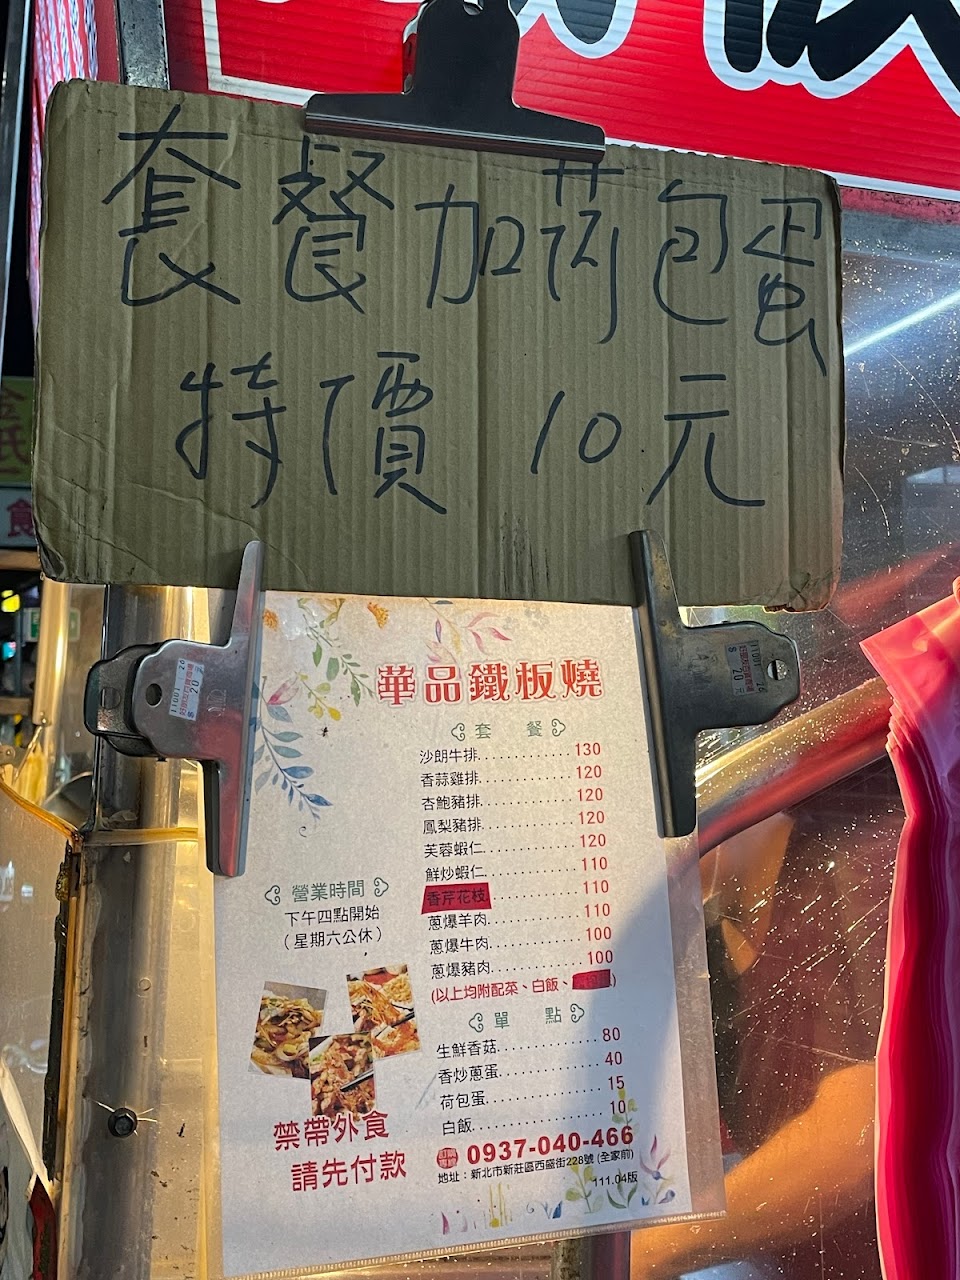 套餐加荷包蛋
特價 10元
華品鐵板燒
套 餐
沙朗牛排............130
香蒜雞排............120
杏鮑豬排............120
鳳梨豬排............120
芙蓉蝦仁............120
鮮炒蝦仁............110
香芹花枝............110
蔥爆羊肉............110
蔥爆牛肉............100
蔥爆豬肉............100
(以上均附配菜、白飯、
營業時間
下午四點開始
(星期六公休)
單 點
生鮮香菇............80
香炒蔥蛋............40
荷包蛋............15
白飯............10
禁帶外食
請先付款
0937-040-466
地址：新北市新莊區西盛街228號 (全家前)
111.04版